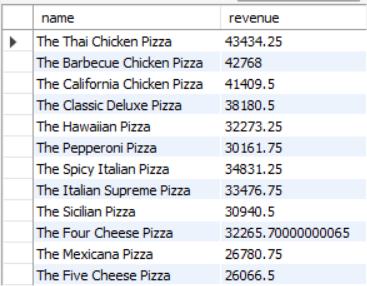 name revenue
The Thai Chicken Pizza 43434.25
The Barbecue Chicken Pizza 42768
The California Chicken Pizza 41409.5
The Classic Deluxe Pizza 38180.5
The Hawaiian Pizza 32273.25
The Pepperoni Pizza 30161.75
The Spicy Italian Pizza 34831.25
The Italian Supreme Pizza 33476.75
The Sicilian Pizza 30940.5
The Four Cheese Pizza 32265.70000000065
The Mexicana Pizza 26780.75
The Five Cheese Pizza 26066.5